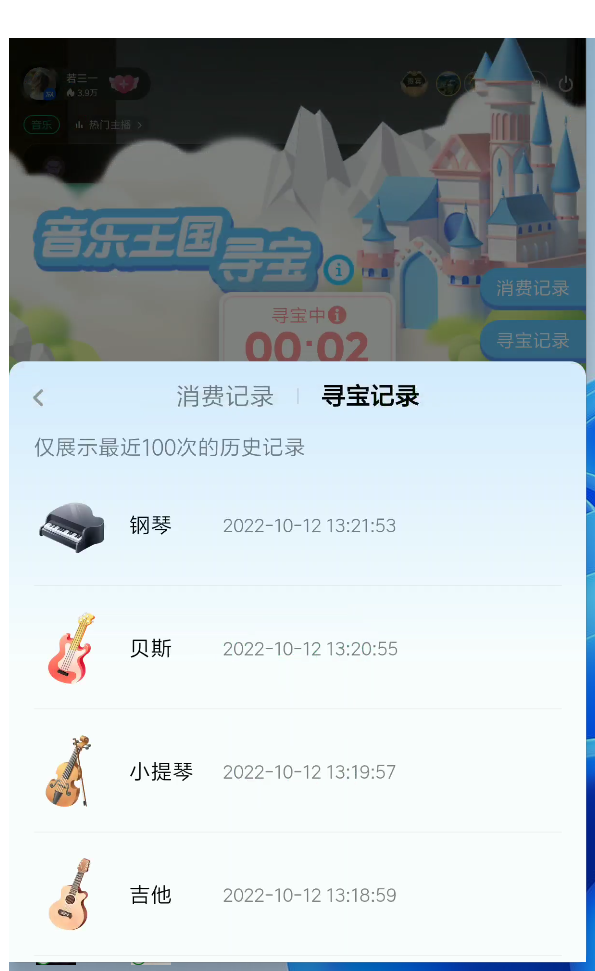 若三一
3.9万
音乐
热门主播 >
音乐王国
寻宝
消费记录
寻宝中
00:02
寻宝记录
消费记录 | 寻宝记录
仅展示最近100次的历史记录
钢琴 2022-10-12 13:21:53
贝斯 2022-10-12 13:20:55
小提琴 2022-10-12 13:19:57
吉他 2022-10-12 13:18:59